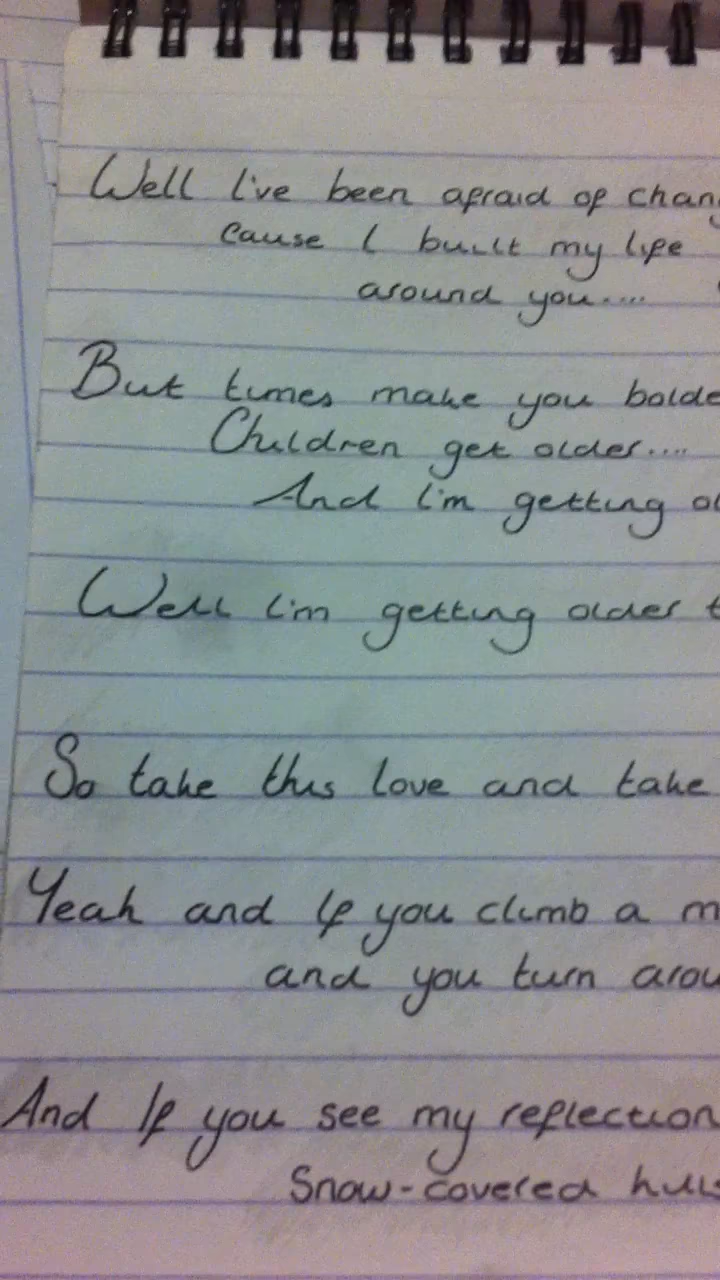 Well I've been afraid of chan
cause I built my life
around you....
But times make you bolde
Children get older....
And I'm getting ol
Well I'm getting older t
So take this love and take
Yeah and If you climb a m
and you turn arou
And If you see my reflection
Snow-covered hills